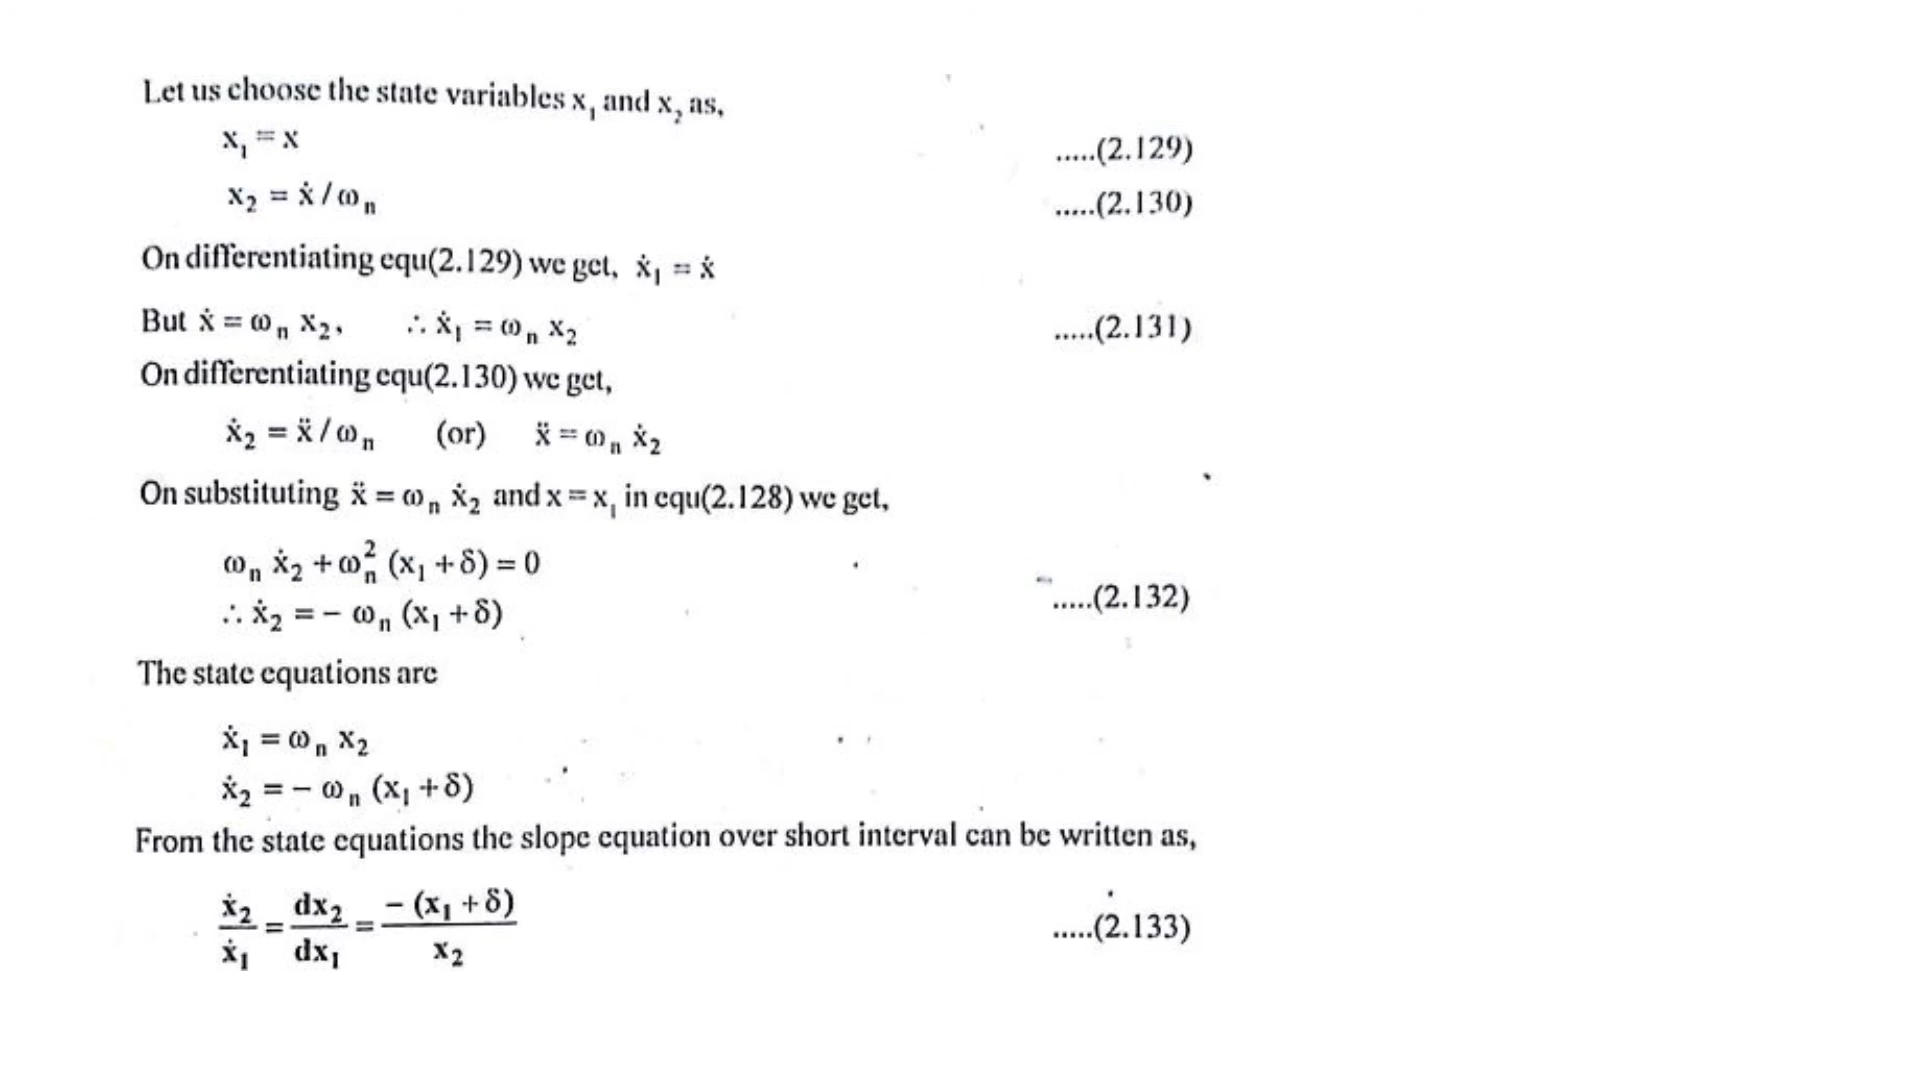 Let us choose the state variables x₁ and x₂ as,
x₁ = x .....(2.129)
x₂ = ẋ / ωₙ .....(2.130)
On differentiating equ(2.129) we get, ẋ₁ = ẋ
But ẋ = ωₙ x₂, ∴ ẋ₁ = ωₙ x₂ .....(2.131)
On differentiating equ(2.130) we get,
ẋ₂ = ẍ / ωₙ (or) ẍ = ωₙ ẋ₂
On substituting ẍ = ωₙ ẋ₂ and x = x₁ in equ(2.128) we get,
ωₙ ẋ₂ + ωₙ² (x₁ + δ) = 0
∴ ẋ₂ = − ωₙ (x₁ + δ) .....(2.132)
The state equations are
ẋ₁ = ωₙ x₂
ẋ₂ = − ωₙ (x₁ + δ)
From the state equations the slope equation over short interval can be written as,
ẋ₂/ẋ₁ = dx₂/dx₁ = − (x₁ + δ)/x₂ .....(2.133)